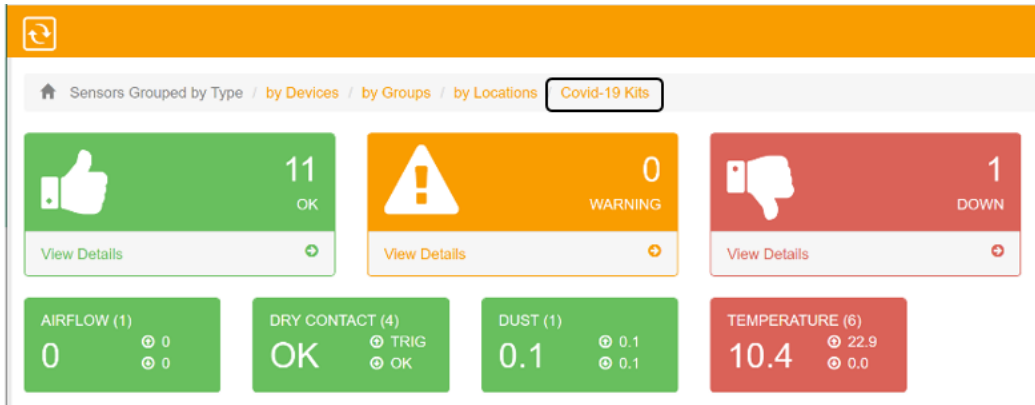 Sensors Grouped by Type / by Devices / by Groups / by Locations / Covid-19 Kits
11
OK
View Details
0
WARNING
View Details
1
DOWN
View Details
AIRFLOW (1)
0
0
0
DRY CONTACT (4)
OK
TRIG
OK
DUST (1)
0.1
0.1
0.1
TEMPERATURE (6)
10.4
22.9
0.0